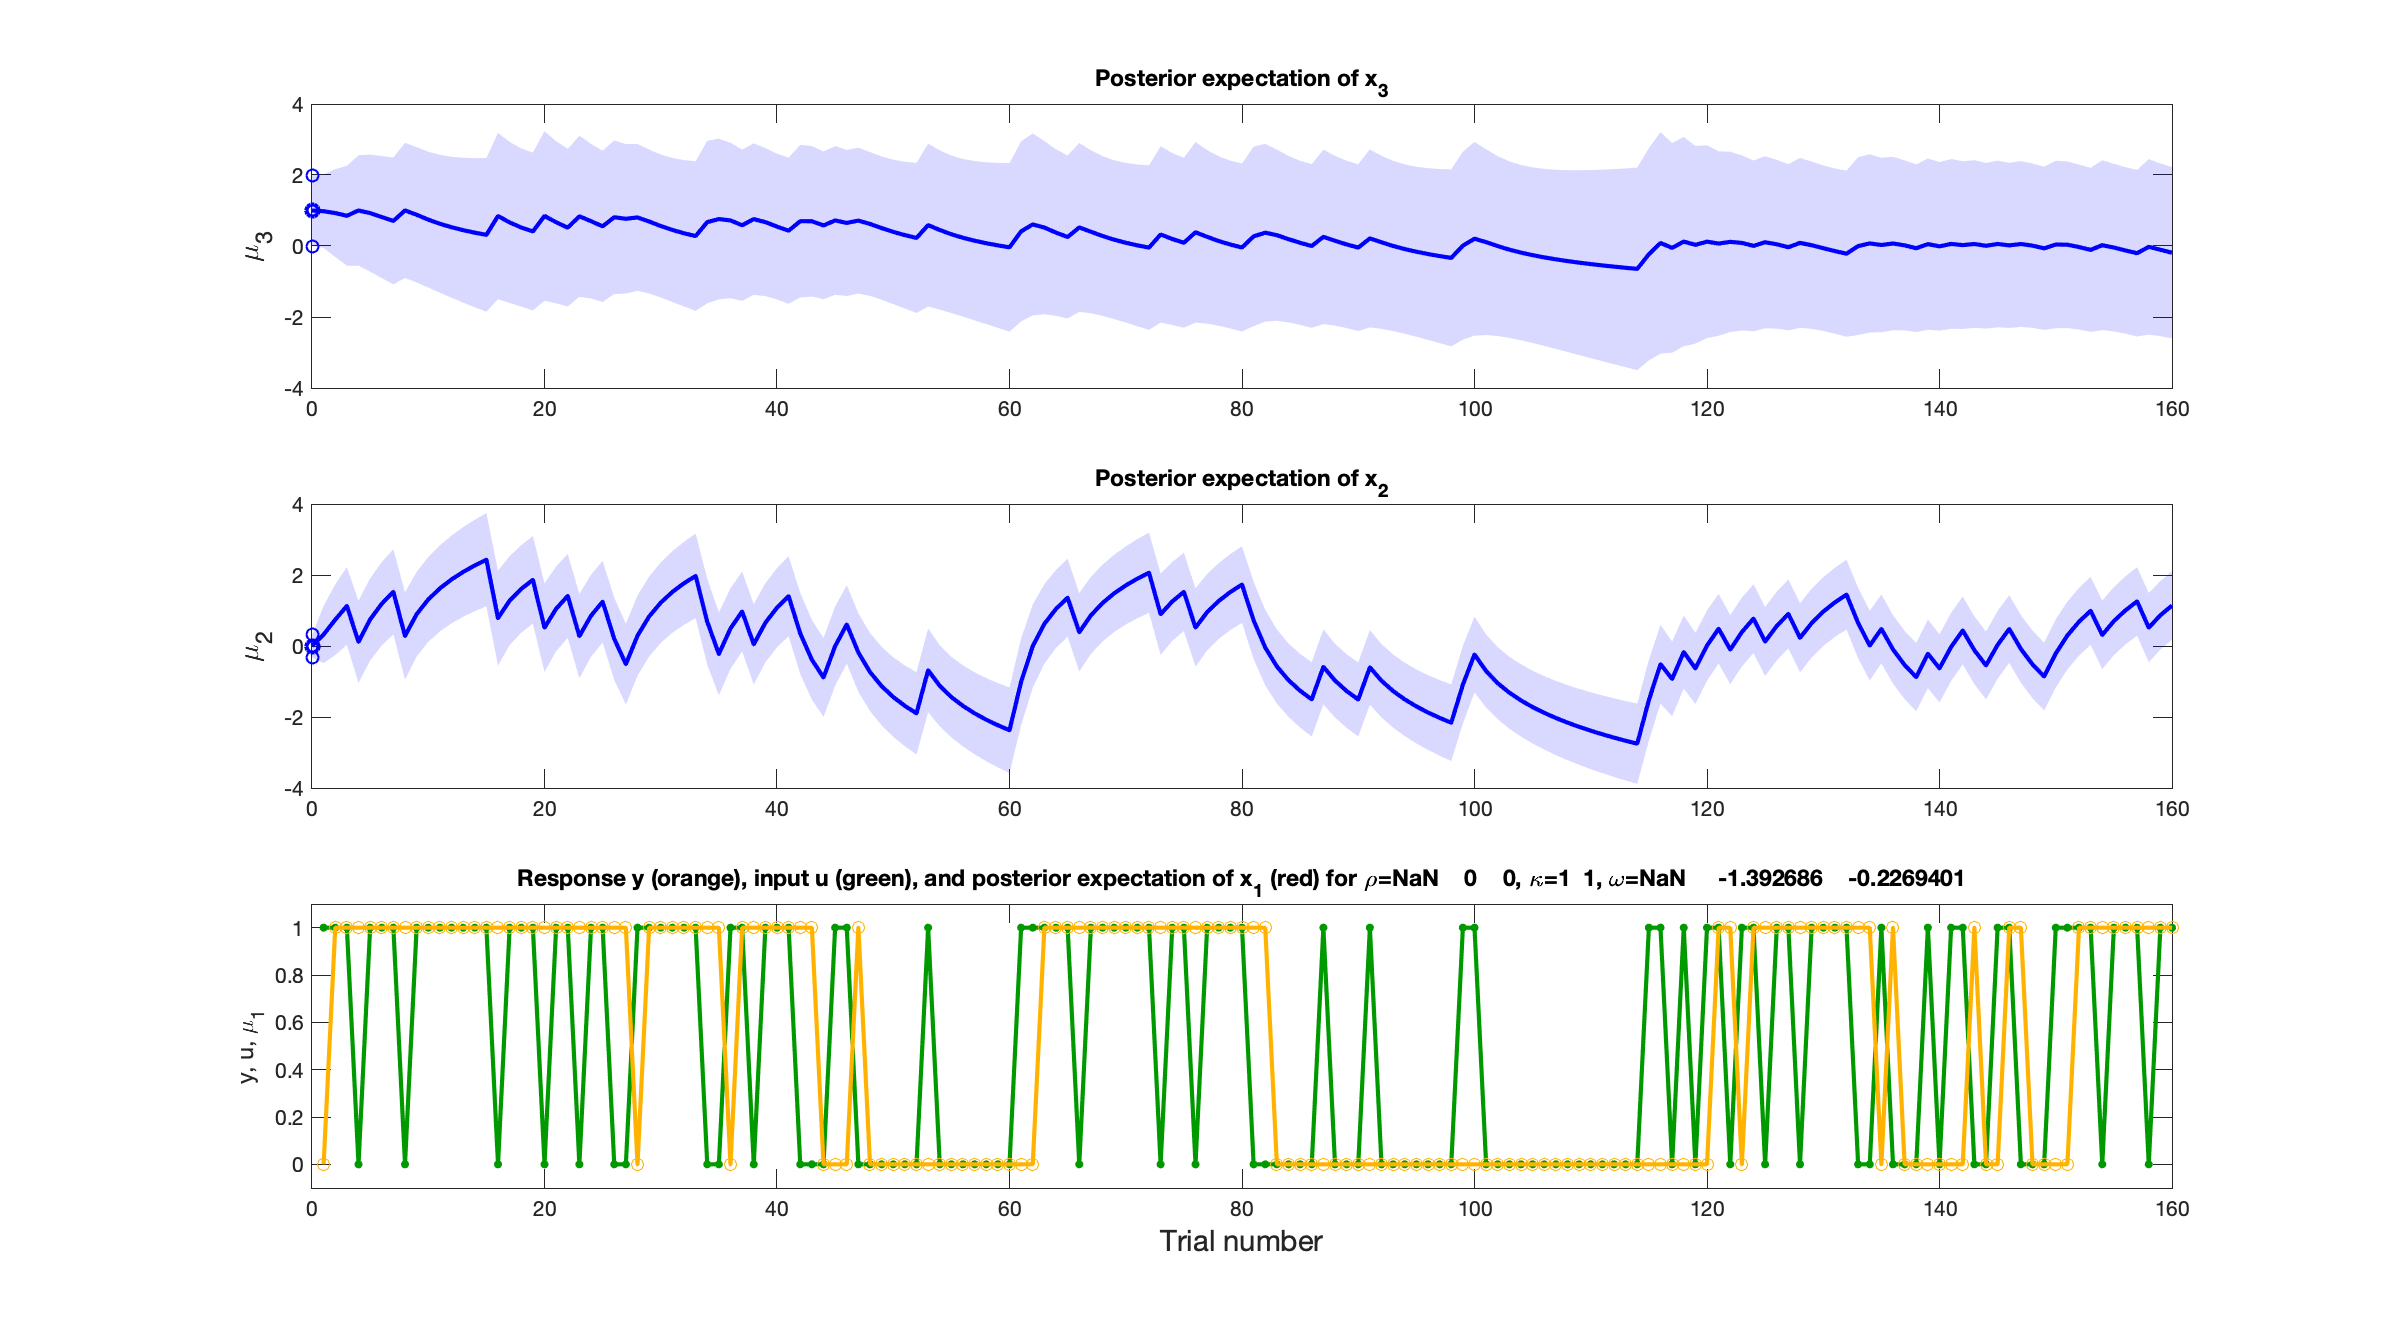 Posterior expectation of x3
4
2
0
-2
-4
μ3
0 20 40 60 80 100 120 140 160
Posterior expectation of x2
4
2
0
-2
-4
μ2
0 20 40 60 80 100 120 140 160
Response y (orange), input u (green), and posterior expectation of x1 (red) for ρ=NaN 0 0, κ=1 1, ω=NaN -1.392686 -0.2269401
1
0.8
0.6
0.4
0.2
0
y, u, μ1
0 20 40 60 80 100 120 140 160
Trial number